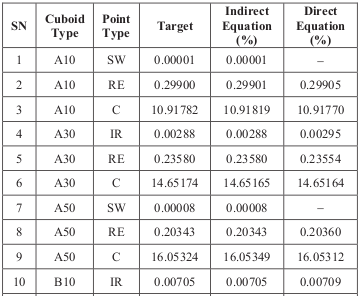 SN Cuboid Type Point Type Target Indirect Equation (%) Direct Equation (%)
1 A10 SW 0.00001 0.00001 –
2 A10 RE 0.29900 0.29901 0.29905
3 A10 C 10.91782 10.91819 10.91770
4 A30 IR 0.00288 0.00288 0.00295
5 A30 RE 0.23580 0.23580 0.23554
6 A30 C 14.65174 14.65165 14.65164
7 A50 SW 0.00008 0.00008 –
8 A50 RE 0.20343 0.20343 0.20360
9 A50 C 16.05324 16.05349 16.05312
10 B10 IR 0.00705 0.00705 0.00709